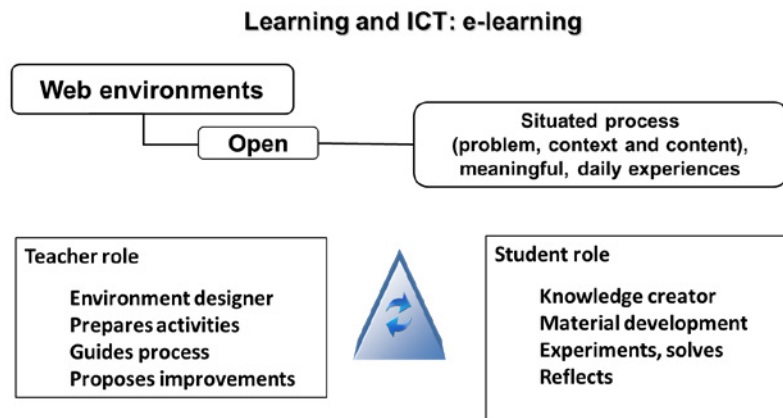 Learning and ICT: e-learning
Web environments
Open
Situated process
(problem, context and content),
meaningful, daily experiences
Teacher role
Environment designer
Prepares activities
Guides process
Proposes improvements
Student role
Knowledge creator
Material development
Experiments, solves
Reflects